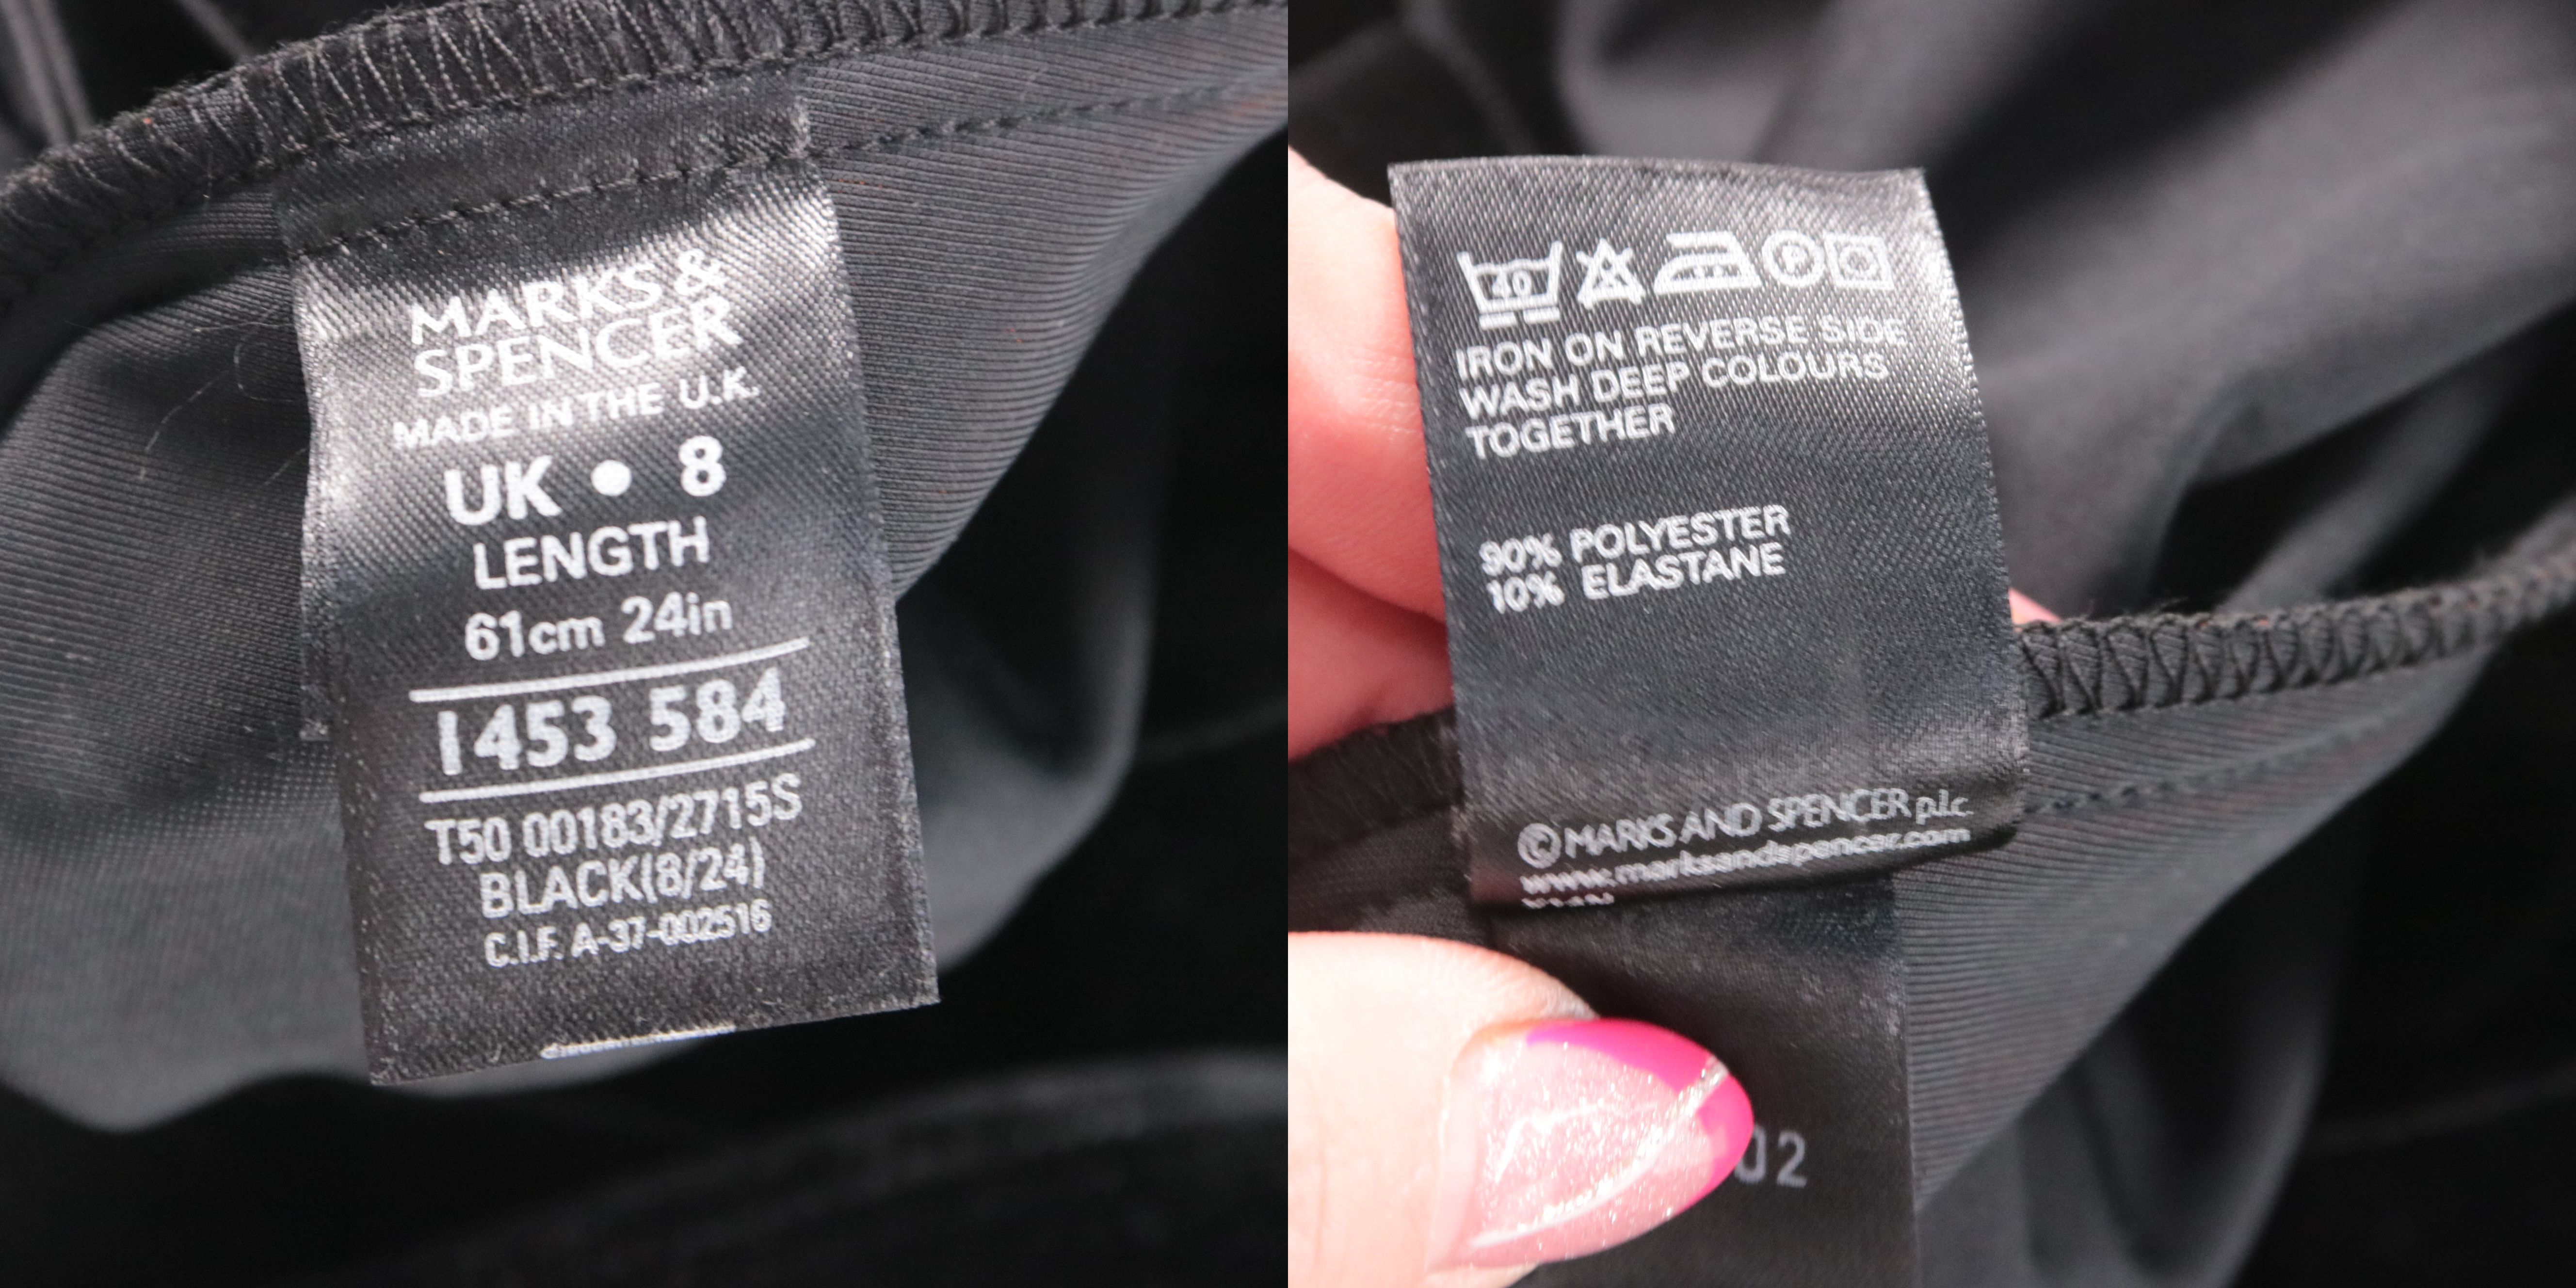 MARKS &
SPENCER
MADE IN THE U.K.
UK • 8
LENGTH
61cm 24in
1453 584
T50 00183/2715S
BLACK(8/24)
C.I.F. A-37-002516
40
P
IRON ON REVERSE SIDE
WASH DEEP COLOURS
TOGETHER
90% POLYESTER
10% ELASTANE
© MARKS AND SPENCER p.l.c.
www.marksandspencer.com
02